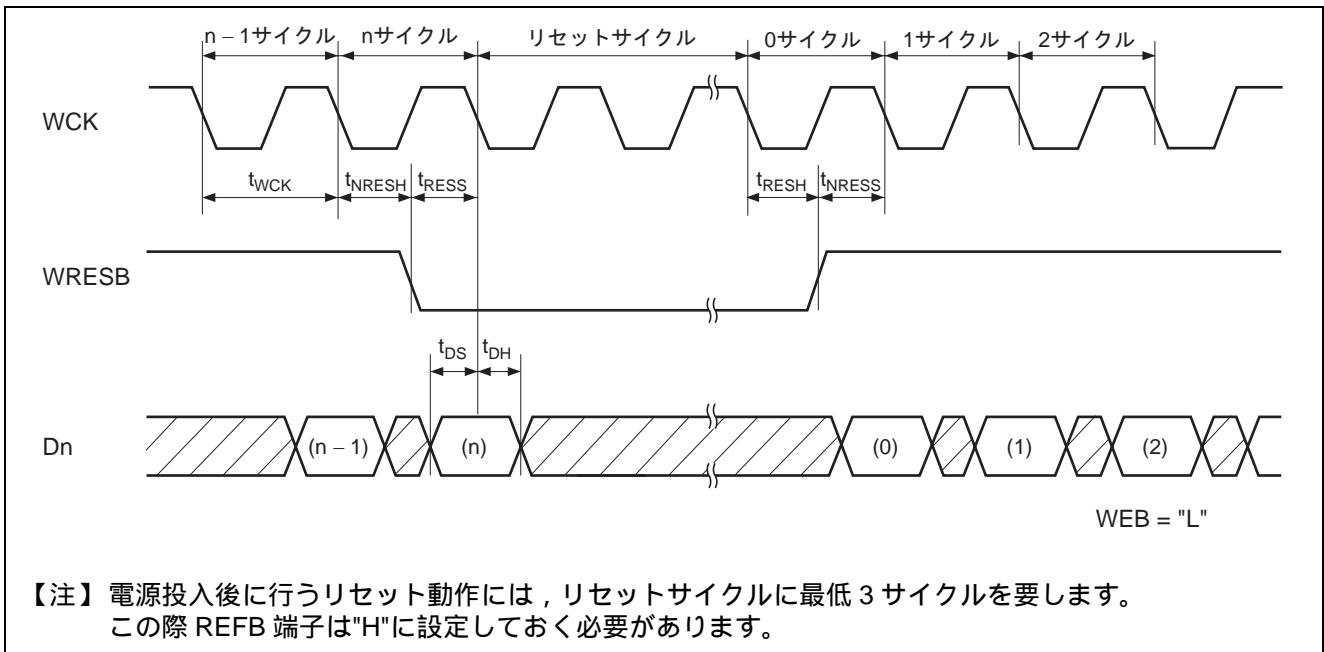 n – 1サイクル nサイクル リセットサイクル 0サイクル 1サイクル 2サイクル
WCK
tWCK tNRESH tRESS tRESH tNRESS
WRESB
tDS tDH
Dn (n – 1) (n) (0) (1) (2)
WEB = "L"
【注】電源投入後に行うリセット動作には，リセットサイクルに最低 3 サイクルを要します。
この際 REFB 端子は"H"に設定しておく必要があります。